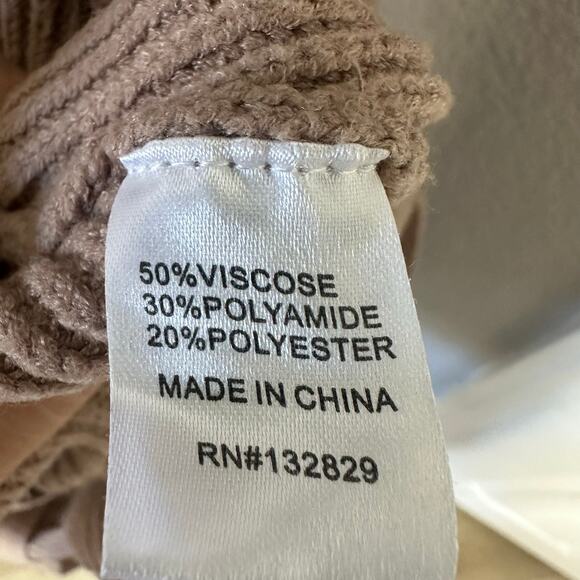 50%VISCOSE
30%POLYAMIDE
20%POLYESTER
MADE IN CHINA
RN#132829